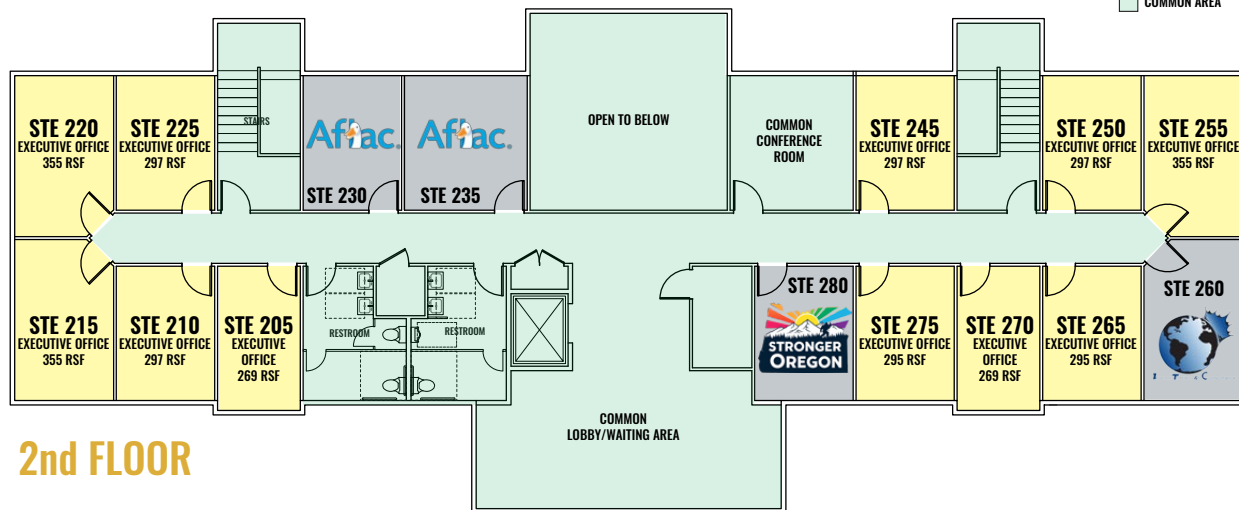 COMMON AREA
STE 220
EXECUTIVE OFFICE
355 RSF
STE 225
EXECUTIVE OFFICE
297 RSF
STAIRS
Aflac.
STE 230
Aflac.
STE 235
OPEN TO BELOW
COMMON
CONFERENCE
ROOM
STE 245
EXECUTIVE OFFICE
297 RSF
STE 250
EXECUTIVE OFFICE
297 RSF
STE 255
EXECUTIVE OFFICE
355 RSF
STE 215
EXECUTIVE OFFICE
355 RSF
STE 210
EXECUTIVE OFFICE
297 RSF
STE 205
EXECUTIVE
OFFICE
269 RSF
RESTROOM
RESTROOM
STE 280
STRONGER
OREGON
STE 275
EXECUTIVE OFFICE
295 RSF
STE 270
EXECUTIVE
OFFICE
269 RSF
STE 265
EXECUTIVE OFFICE
295 RSF
STE 260
COMMON
LOBBY/WAITING AREA
2nd FLOOR